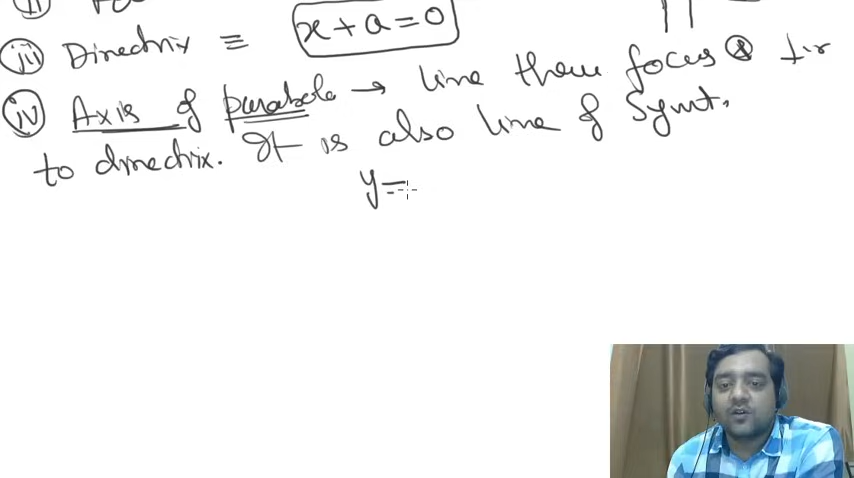 (iii) Directrix ≡ x + a = 0
(iv) Axis of parabola → line thru focus & ⊥r
to directrix. It is also line of Symt.
y =